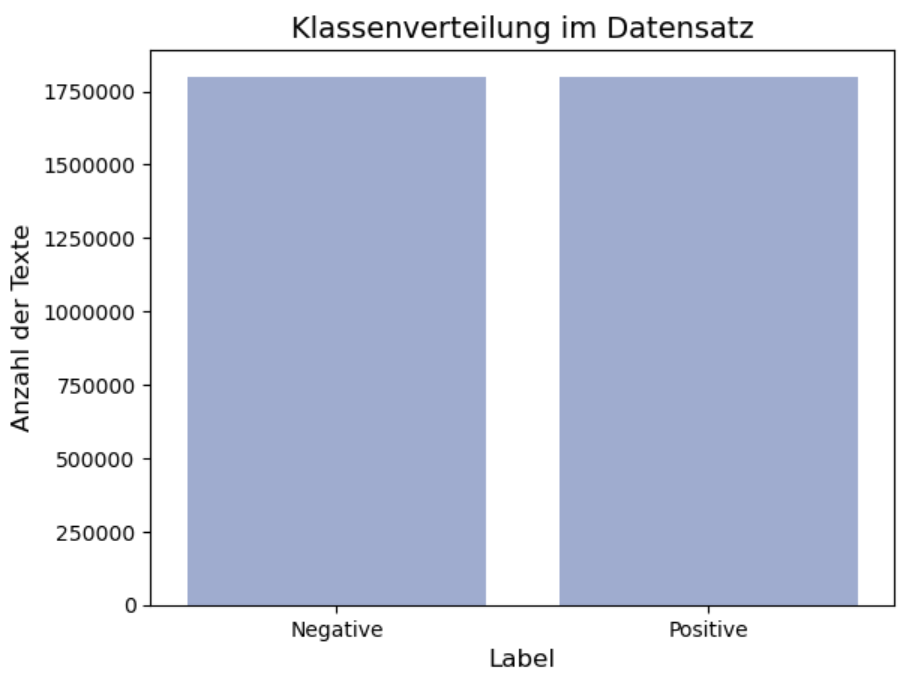 Klassenverteilung im Datensatz
Anzahl der Texte
1750000
1500000
1250000
1000000
750000
500000
250000
0
Negative
Positive
Label